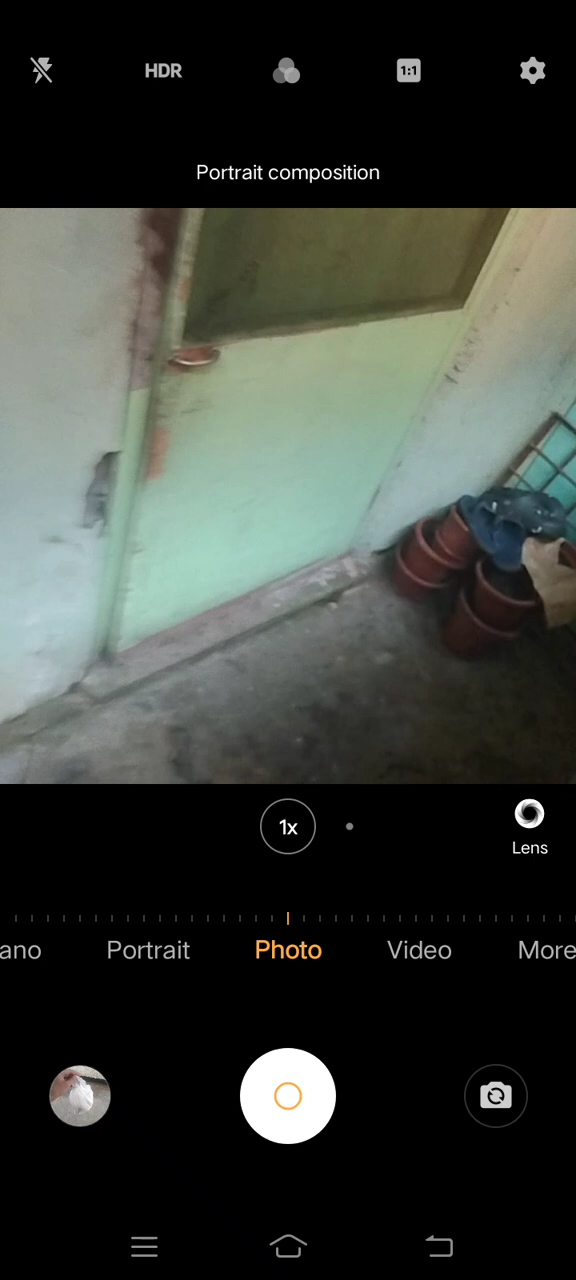 HDR
1:1
Portrait composition
1x
Lens
ano
Portrait
Photo
Video
More